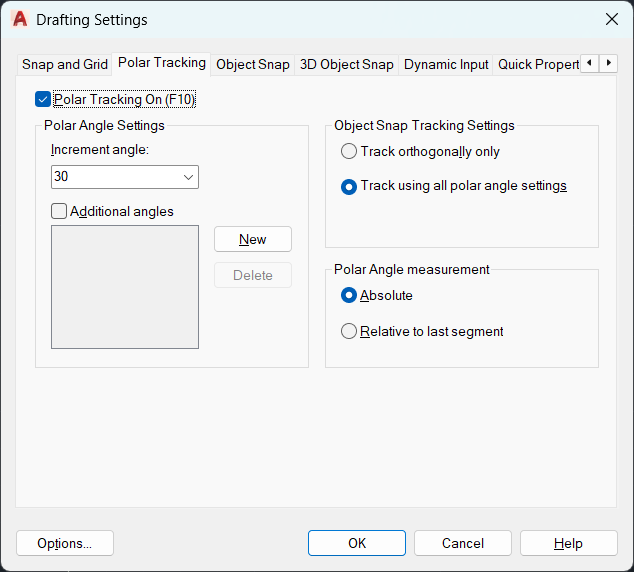 Drafting Settings
Snap and Grid
Polar Tracking
Object Snap
3D Object Snap
Dynamic Input
Quick Propert
Polar Tracking On (F10)
Polar Angle Settings
Increment angle:
30
Additional angles
New
Delete
Object Snap Tracking Settings
Track orthogonally only
Track using all polar angle settings
Polar Angle measurement
Absolute
Relative to last segment
Options...
OK
Cancel
Help